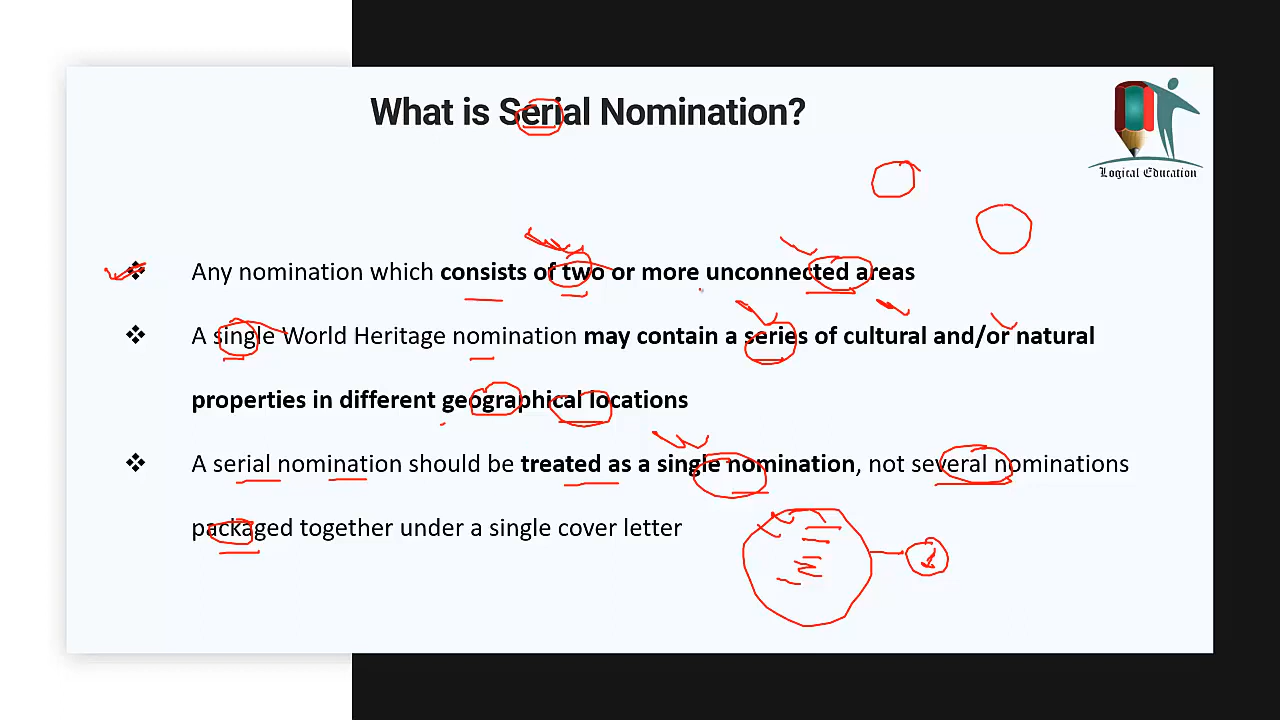 What is Serial Nomination?
Logical Education
❖ Any nomination which consists of two or more unconnected areas
❖ A single World Heritage nomination may contain a series of cultural and/or natural
properties in different geographical locations
❖ A serial nomination should be treated as a single nomination, not several nominations
packaged together under a single cover letter
1